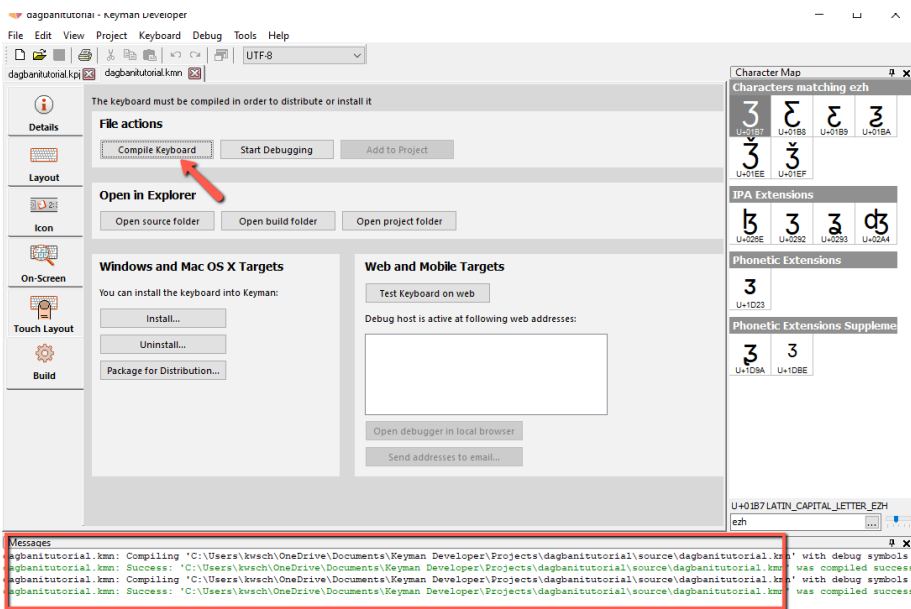 dagbanitutorial - Keyman Developer
File Edit View Project Keyboard Debug Tools Help
UTF-8
dagbanitutorial.kpj dagbanitutorial.kmn
Details
Layout
Icon
On-Screen
Touch Layout
Build
The keyboard must be compiled in order to distribute or install it
File actions
Compile Keyboard Start Debugging Add to Project
Open in Explorer
Open source folder Open build folder Open project folder
Windows and Mac OS X Targets
You can install the keyboard into Keyman:
Install...
Uninstall...
Package for Distribution...
Web and Mobile Targets
Test Keyboard on web
Debug host is active at following web addresses:
Open debugger in local browser
Send addresses to email...
Character Map
Characters matching ezh
Ʒ Ƹ ƹ ƺ
U+01B7 U+01B8 U+01B9 U+01BA
Ǯ ǯ
U+01EE U+01EF
IPA Extensions
ɮ ʒ ʓ ʤ
U+026E U+0292 U+0293 U+02A4
Phonetic Extensions
ᴣ
U+1D23
Phonetic Extensions Suppleme
ᶚ ᶾ
U+1D9A U+1DBE
U+01B7 LATIN_CAPITAL_LETTER_EZH
ezh ...
Messages
dagbanitutorial.kmn: Compiling 'C:\Users\kwsch\OneDrive\Documents\Keyman Developer\Projects\dagbanitutorial\source\dagbanitutorial.kmn' with debug symbols
dagbanitutorial.kmn: Success: 'C:\Users\kwsch\OneDrive\Documents\Keyman Developer\Projects\dagbanitutorial\source\dagbanitutorial.kmn' was compiled success
dagbanitutorial.kmn: Compiling 'C:\Users\kwsch\OneDrive\Documents\Keyman Developer\Projects\dagbanitutorial\source\dagbanitutorial.kmn' with debug symbols
dagbanitutorial.kmn: Success: 'C:\Users\kwsch\OneDrive\Documents\Keyman Developer\Projects\dagbanitutorial\source\dagbanitutorial.kmn' was compiled success